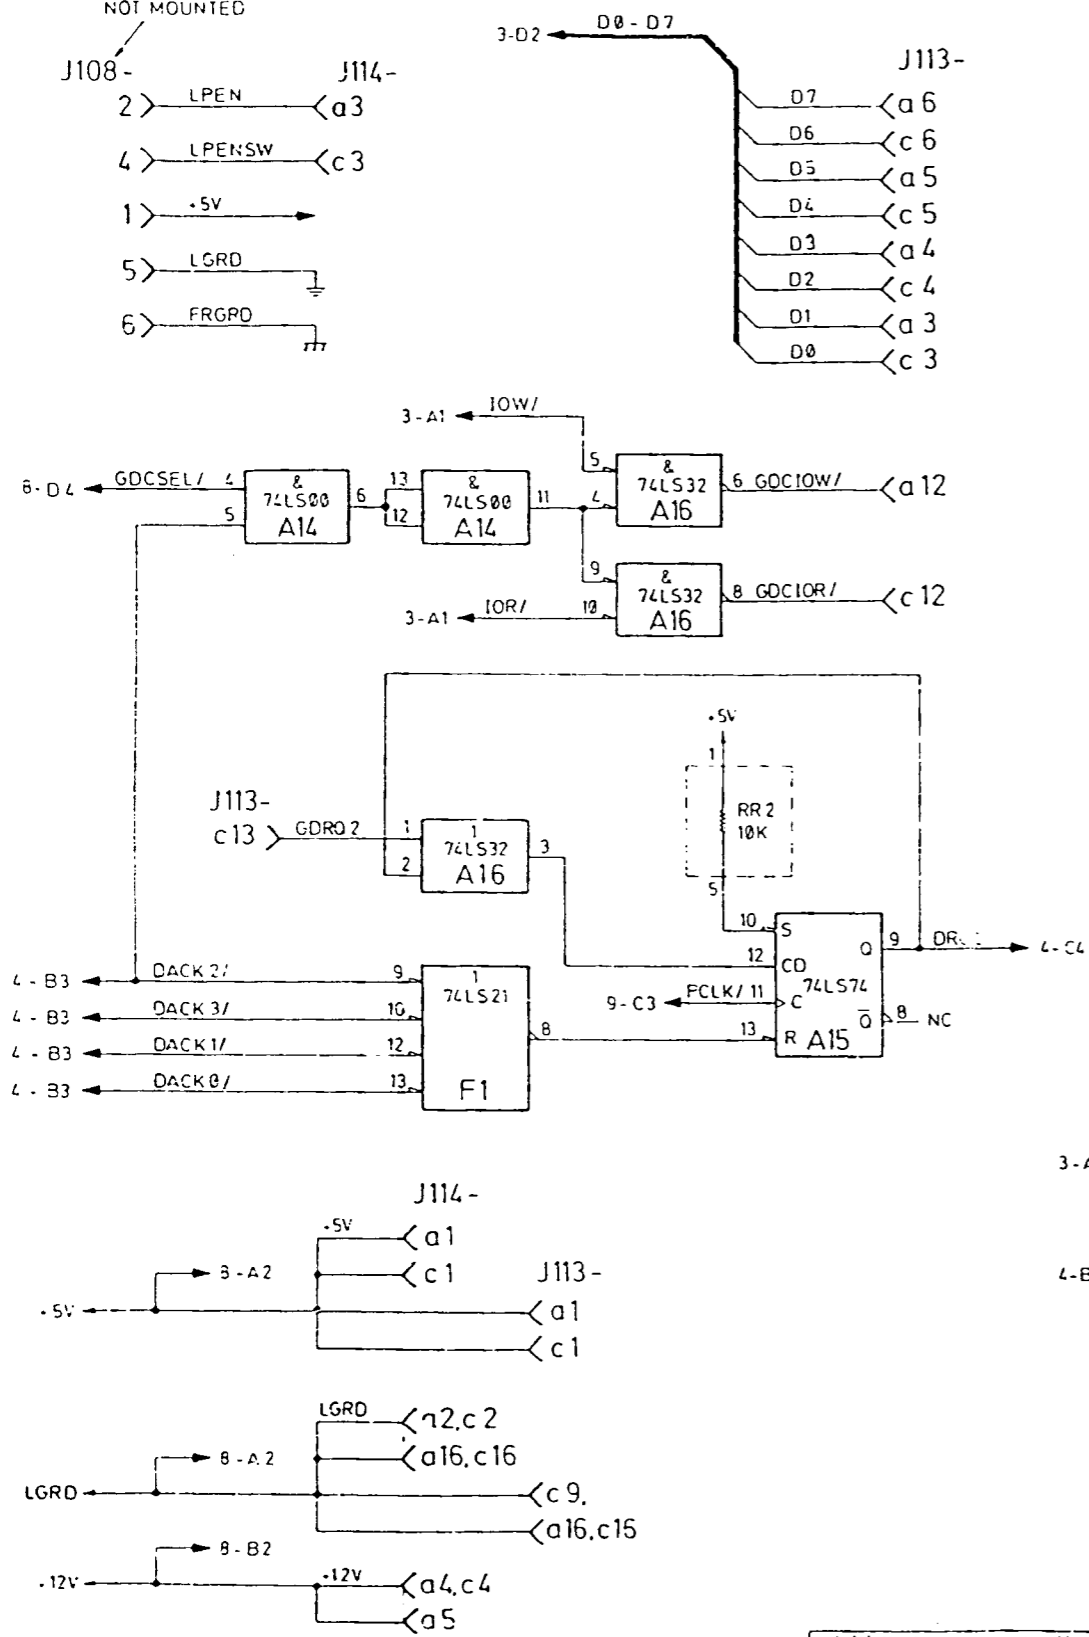 NOT MOUNTED
J108-
J114-
2 LPEN a3
4 LPENSW c3
1 +5V
5 LGRD
6 FRGRD
3-D2 D0-D7
J113-
D7 a6
D6 c6
D5 a5
D4 c5
D3 a4
D2 c4
D1 a3
D0 c3
3-A1 IOW/
8-D4 GDCSEL/ 4
5
&
74LS00
A14
6
13
12
&
74LS00
A14
11
5
4
&
74LS32
A16
6 GDCIOW/ a12
9
10
&
74LS32
A16
8 GDCIOR/ c12
3-A1 IOR/
J113-
c13 GDRQ2 1
2
1
74LS32
A16
3
+5V
1
RR2
10K
5
10 S
12 CD
9-C3 PCLK/ 11 C
13 R
74LS74
A15
Q 9
4-C4
Q̅ 8 NC
4-B3 DACK2/ 9
4-B3 DACK3/ 10
4-B3 DACK1/ 12
4-B3 DACK0/ 13
1
74LS21
F1
8
J114-
+5V a1
c1
J113-
a1
c1
8-A2
+5V
LGRD a2,c2
a16,c16
c9,
a16,c15
8-A2
LGRD
8-B2
+12V
+12V a4,c4
a5